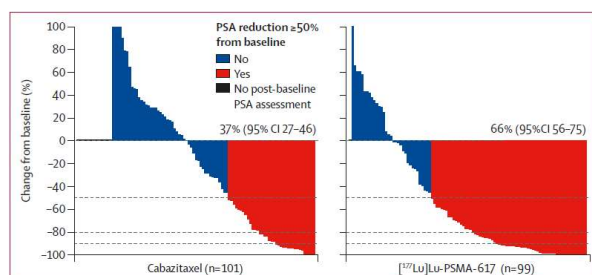 PSA reduction ≥50%
from baseline
No
Yes
No post-baseline
PSA assessment
Change from baseline (%)
100
80
60
40
20
0
−20
−40
−60
−80
−100
37% (95% CI 27–46)
66% (95%CI 56–75)
Cabazitaxel (n=101)
[¹⁷⁷Lu]Lu-PSMA-617 (n=99)